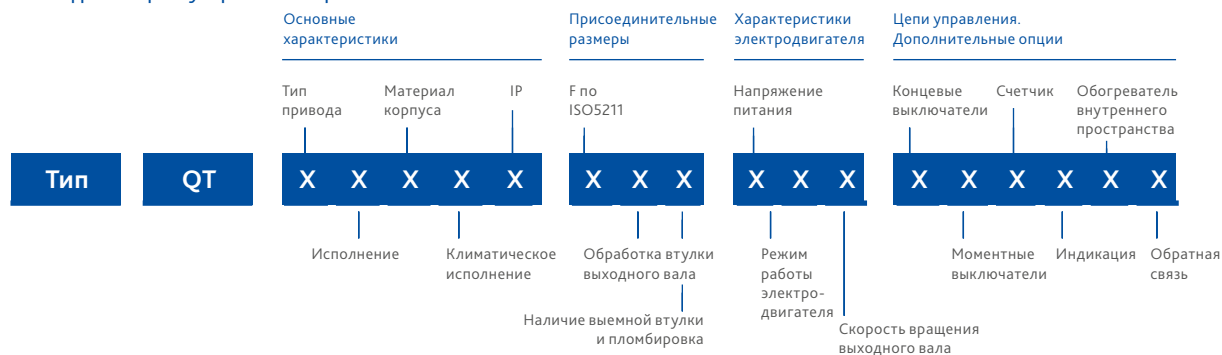 Основные
характеристики
Присоединительные
размеры
Характеристики
электродвигателя
Цепи управления.
Дополнительные опции
Тип
привода
Материал
корпуса
IP
F по
ISO5211
Напряжение
питания
Концевые
выключатели
Счетчик
Обогреватель
внутреннего
пространства
Тип QT X X X X X X X X X X X X X X X X X
Исполнение
Климатическое
исполнение
Обработка втулки
выходного вала
Наличие выемной втулки
и пломбировка
Режим
работы
электро-
двигателя
Скорость вращения
выходного вала
Моментные
выключатели
Индикация
Обратная
связь